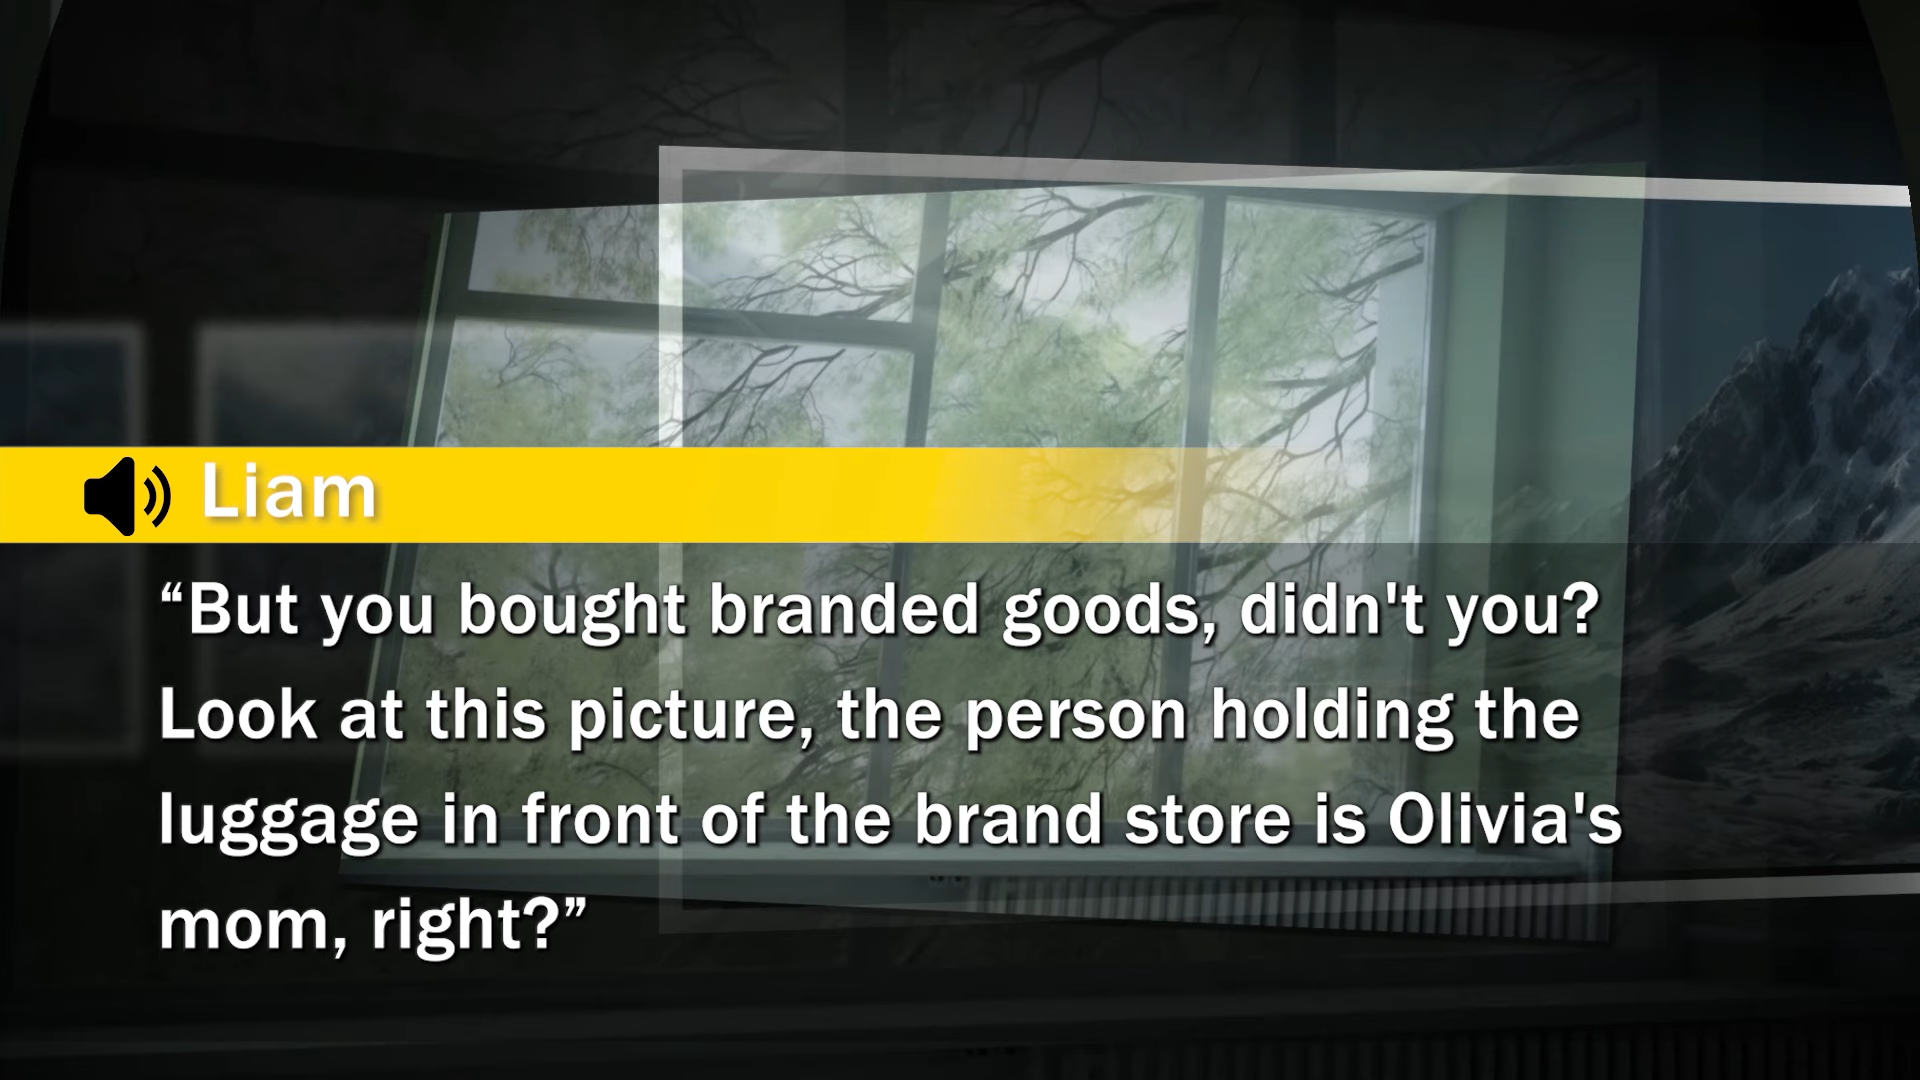 Liam
“But you bought branded goods, didn't you?
Look at this picture, the person holding the
luggage in front of the brand store is Olivia's
mom, right?”